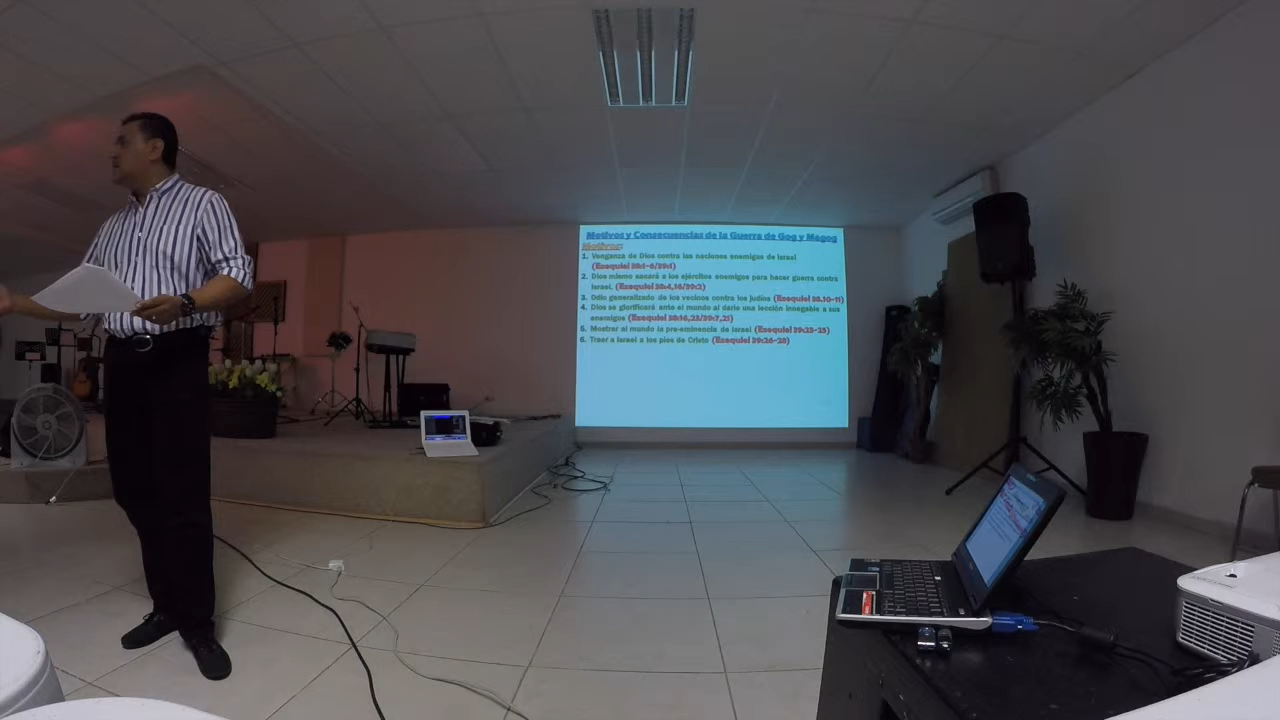 Motivos y Consecuencias de la Guerra de Gog y Magog
Motivos:
1. Venganza de Dios contra las naciones enemigas de Israel
(Ezequiel 38:1-6/39:1)
2. Dios mismo sacará a los ejércitos enemigos para hacer guerra contra
Israel. (Ezequiel 38:4,16/39:2)
3. Odio generalizado de los vecinos contra los judíos (Ezequiel 38.10-11)
4. Dios se glorificará ante el mundo al darle una lección innegable a sus
enemigos (Ezequiel 38:16,23/39:7,21)
5. Mostrar al mundo la pre-eminencia de Israel (Ezequiel 39:23-25)
6. Traer a Israel a los pies de Cristo (Ezequiel 39:26-29)